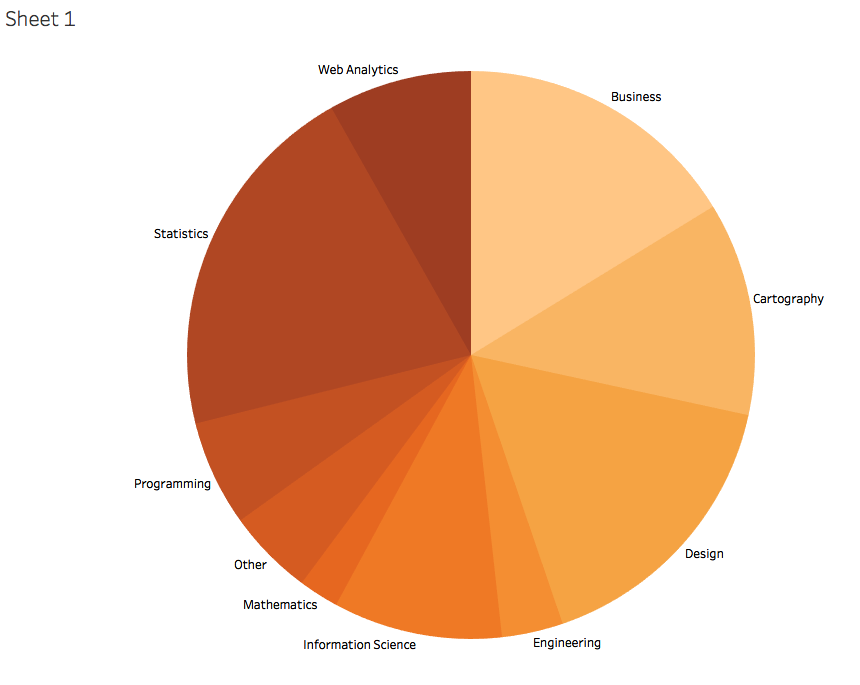 Sheet 1
Web Analytics
Business
Statistics
Cartography
Programming
Design
Other
Mathematics
Information Science
Engineering